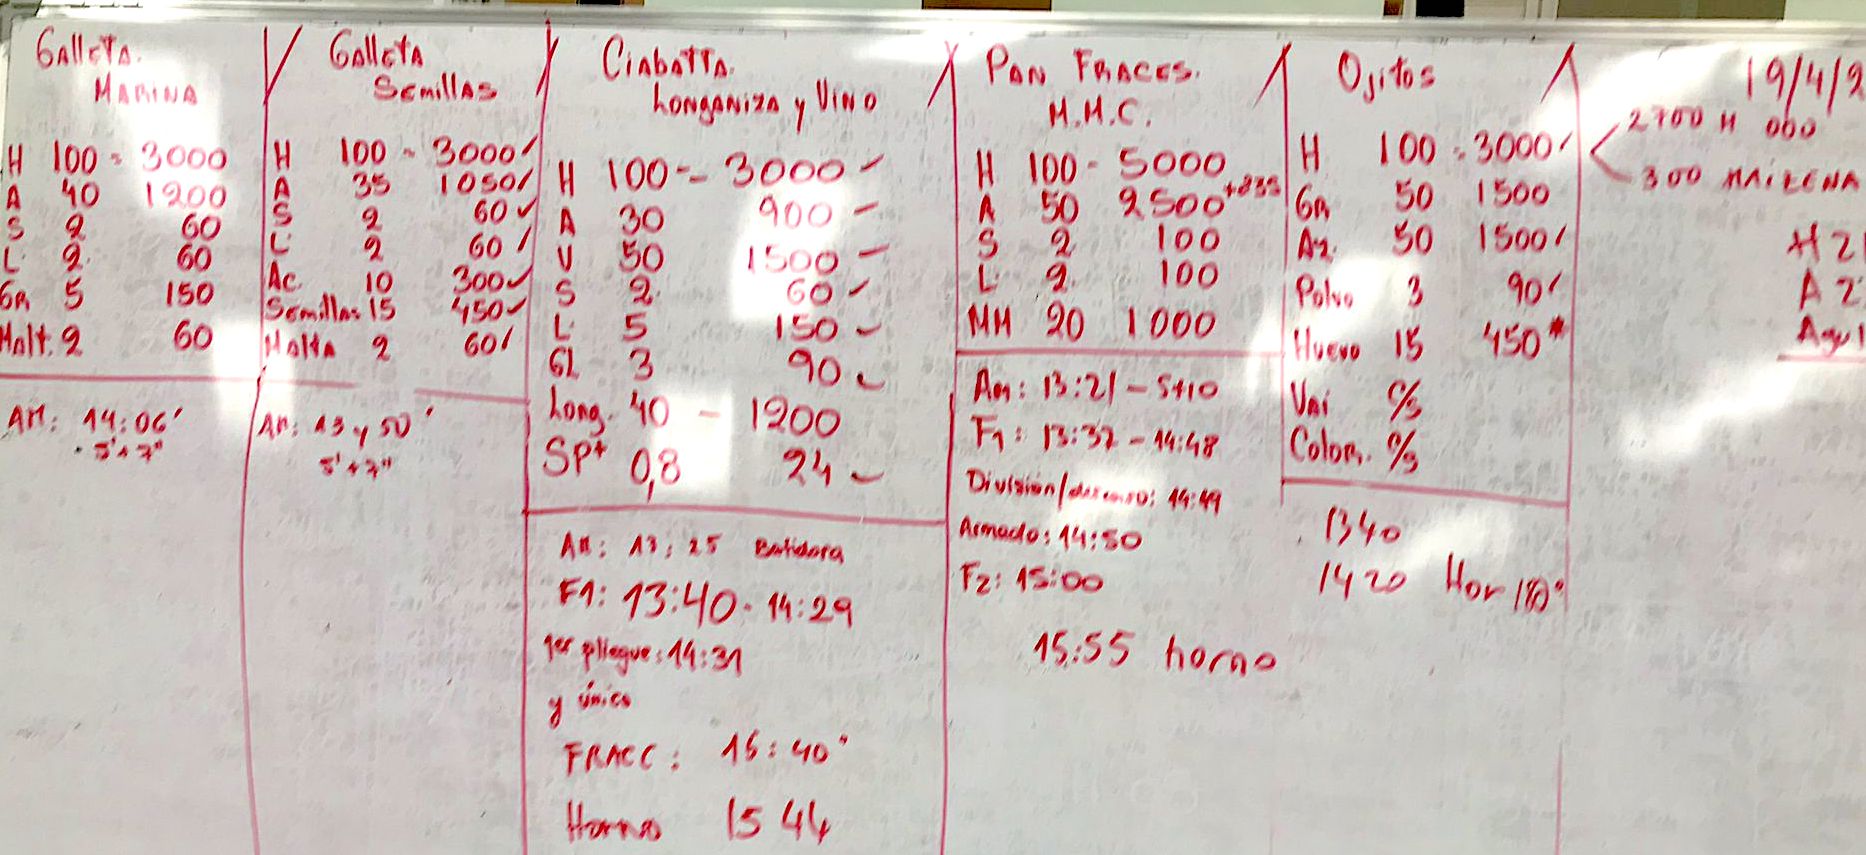 Galleta
Marina
H 100 - 3000
A 40 1200
S 2 60
L 2 60
GR 5 150
Malt. 2 60
AM: 14:06'
5'+7"
Galleta
Semillas
H 100 - 3000
A 35 1050
S 2 60
L 2 60
Ac. 10 300
Semillas 15 450
Malta 2 60
AM: 13 y 50'
5'+7"
Ciabatta
Longaniza y Vino
H 100 - 3000
A 30 900
V 50 1500
S 2 60
L 5 150
GL 3 90
Long. 40 - 1200
SPt 0,8 24
AM: 13:25 Batidora
F1: 13:40 - 14:29
1er pliegue: 14:31
y único
FRACC: 15:40'
Horno 15 44
Pan Fraces.
M.M.C.
H 100 - 5000
A 50 2500 +235
S 2 100
L 2 100
MM 20 1000
Am: 13:21 - 5+10
F1: 13:37 - 14:48
División/descanso: 14:49
Armado: 14:50
F2: 15:00
15:55 horno
Ojitos
H 100 - 3000
GR 50 1500
Az. 50 1500
Polvo 3 90
Huevo 15 450*
Vai c/s
Color. c/s
1340
1420 Hor 180°
19/4/2
2700 H 000
300 MAIZENA
H 2
A 2